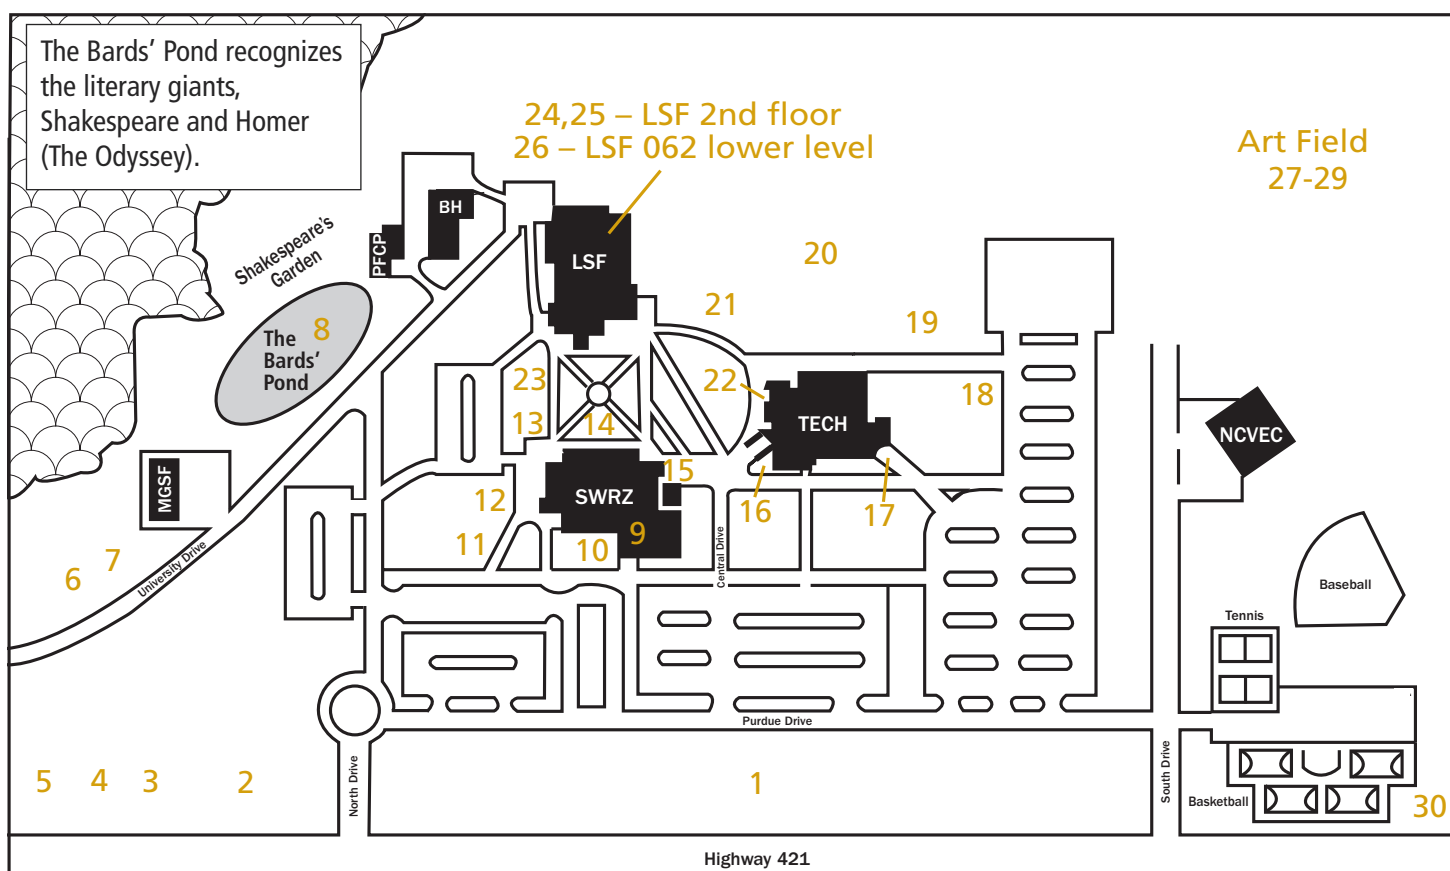 The Bards’ Pond recognizes
the literary giants,
Shakespeare and Homer
(The Odyssey).
24,25 – LSF 2nd floor
26 – LSF 062 lower level
Art Field
27-29
BH
PFCP
Shakespeare's
Garden
LSF
20
21
19
8
The
Bards’
Pond
23
22
18
13
14
TECH
NCVEC
MGSF
12
SWRZ
15
16
17
9
11
10
7
6
University Drive
Central Drive
Baseball
Tennis
Purdue Drive
5
4
3
2
North Drive
1
South Drive
Basketball
30
Highway 421